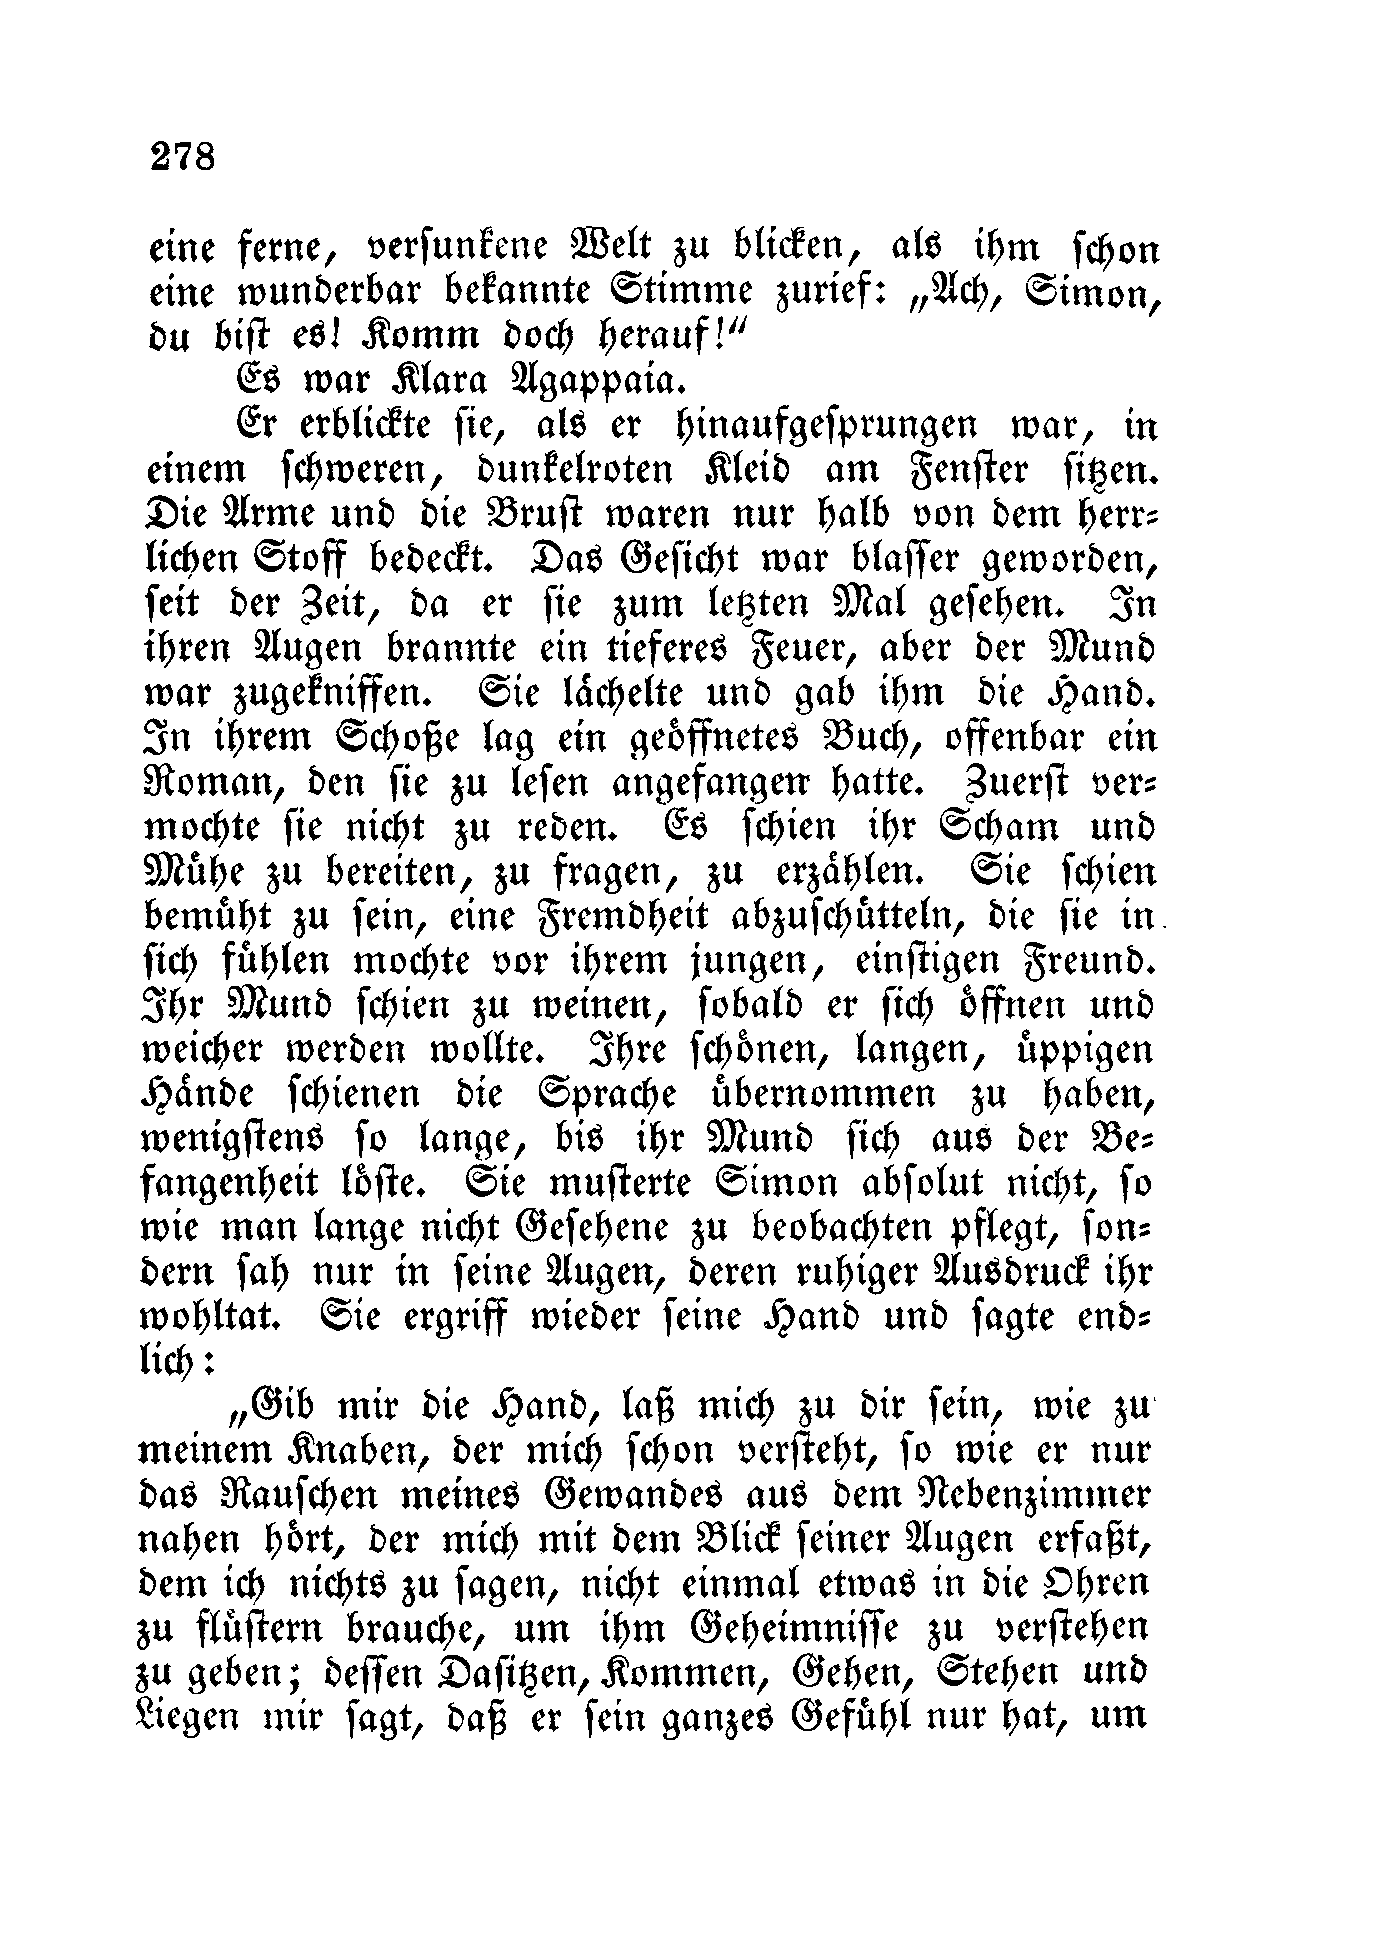 278
eine ferne, versunkene Welt zu blicken, als ihm schon
eine wunderbar bekannte Stimme zurief: „Ach, Simon,
du bist es! Komm doch herauf!“
Es war Klara Agappaia.
Er erblickte sie, als er hinaufgesprungen war, in
einem schweren, dunkelroten Kleid am Fenster sitzen.
Die Arme und die Brust waren nur halb von dem herr-
lichen Stoff bedeckt. Das Gesicht war blasser geworden,
seit der Zeit, da er sie zum letzten Mal gesehen. In
ihren Augen brannte ein tieferes Feuer, aber der Mund
war zugekniffen. Sie lächelte und gab ihm die Hand.
In ihrem Schoße lag ein geöffnetes Buch, offenbar ein
Roman, den sie zu lesen angefangen hatte. Zuerst ver-
mochte sie nicht zu reden. Es schien ihr Scham und
Mühe zu bereiten, zu fragen, zu erzählen. Sie schien
bemüht zu sein, eine Fremdheit abzuschütteln, die sie in
sich fühlen mochte vor ihrem jungen, einstigen Freund.
Ihr Mund schien zu weinen, sobald er sich öffnen und
weicher werden wollte. Ihre schönen, langen, üppigen
Hände schienen die Sprache übernommen zu haben,
wenigstens so lange, bis ihr Mund sich aus der Be-
fangenheit löste. Sie musterte Simon absolut nicht, so
wie man lange nicht Gesehene zu beobachten pflegt, son-
dern sah nur in seine Augen, deren ruhiger Ausdruck ihr
wohltat. Sie ergriff wieder seine Hand und sagte end-
lich:
„Gib mir die Hand, laß mich zu dir sein, wie zu
meinem Knaben, der mich schon versteht, so wie er nur
das Rauschen meines Gewandes aus dem Nebenzimmer
nahen hört, der mich mit dem Blick seiner Augen erfaßt,
dem ich nichts zu sagen, nicht einmal etwas in die Ohren
zu flüstern brauche, um ihm Geheimnisse zu verstehen
zu geben; dessen Dasitzen, Kommen, Gehen, Stehen und
Liegen mir sagt, daß er sein ganzes Gefühl nur hat, um